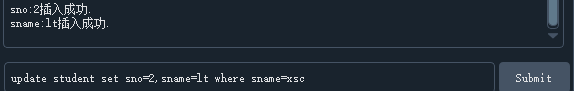 sno:2插入成功.
sname:lt插入成功.
update student set sno=2,sname=lt where sname=xsc
Submit